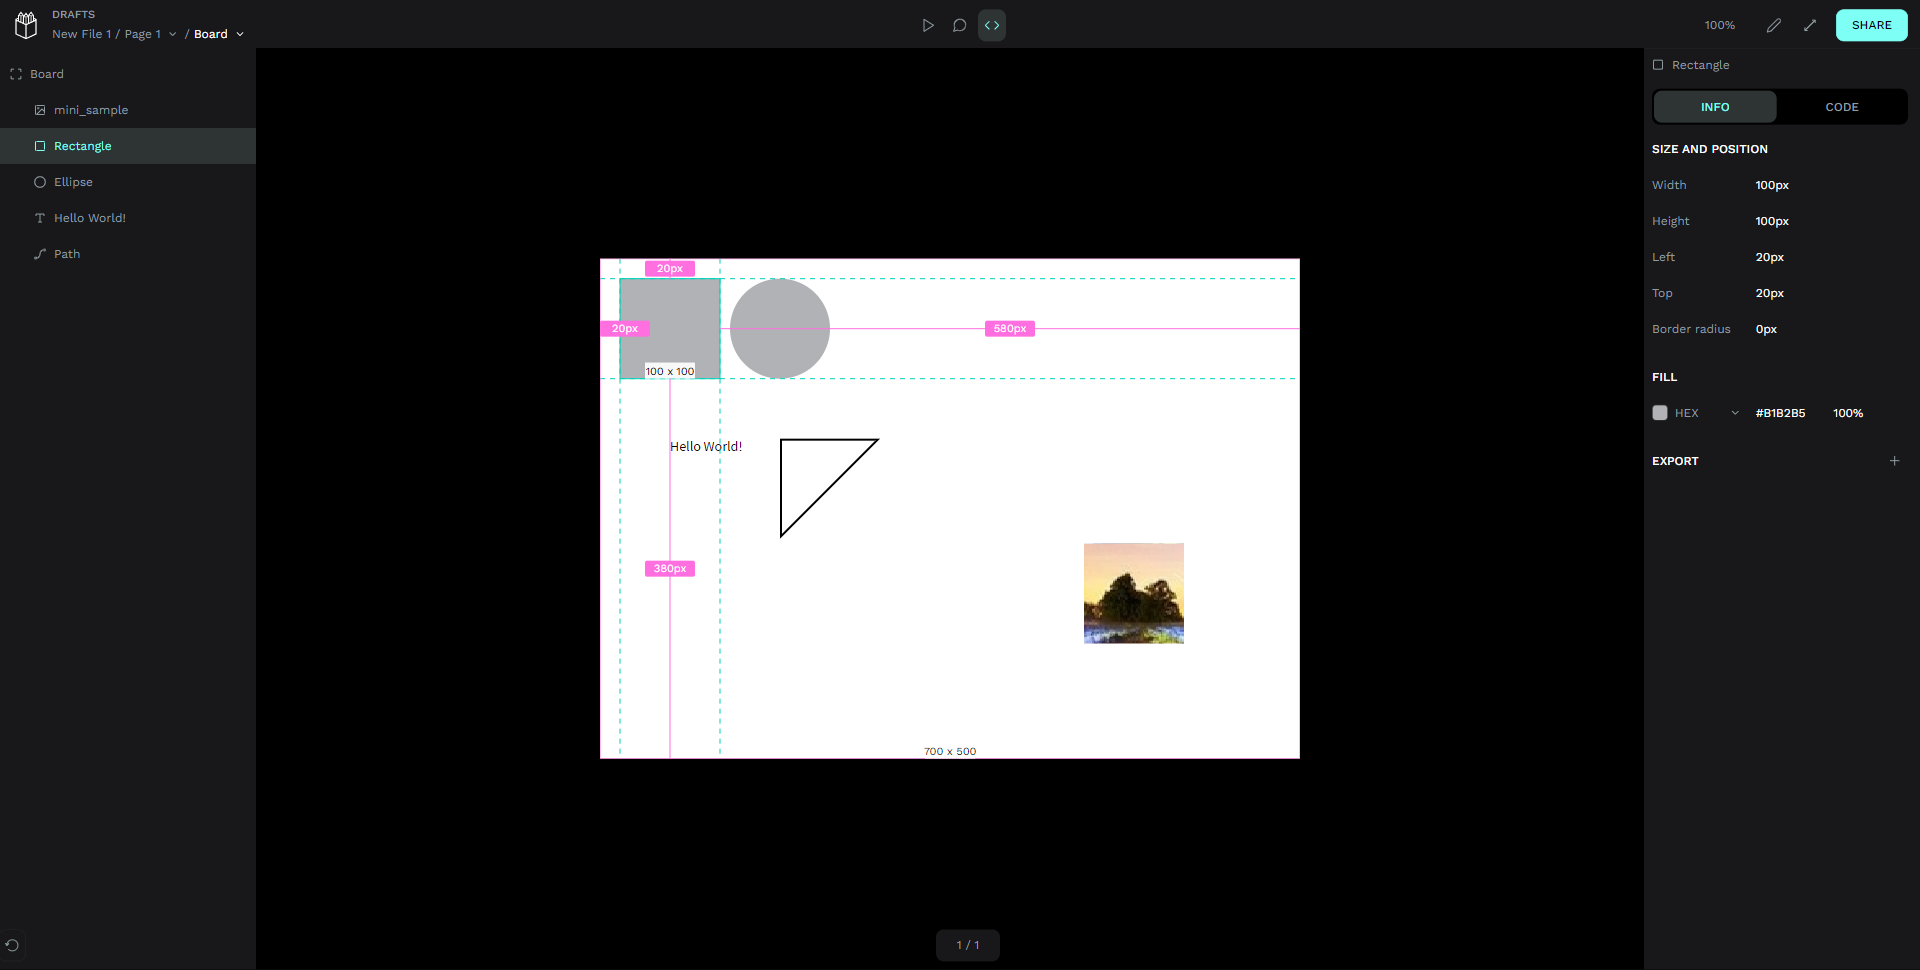 DRAFTS
New File 1 / Page 1 / Board
100%
SHARE
Board
mini_sample
Rectangle
Ellipse
Hello World!
Path
20px
20px
580px
100 x 100
Hello World!
380px
700 x 500
1 / 1
Rectangle
INFO CODE
SIZE AND POSITION
Width 100px
Height 100px
Left 20px
Top 20px
Border radius 0px
FILL
HEX #B1B2B5 100%
EXPORT